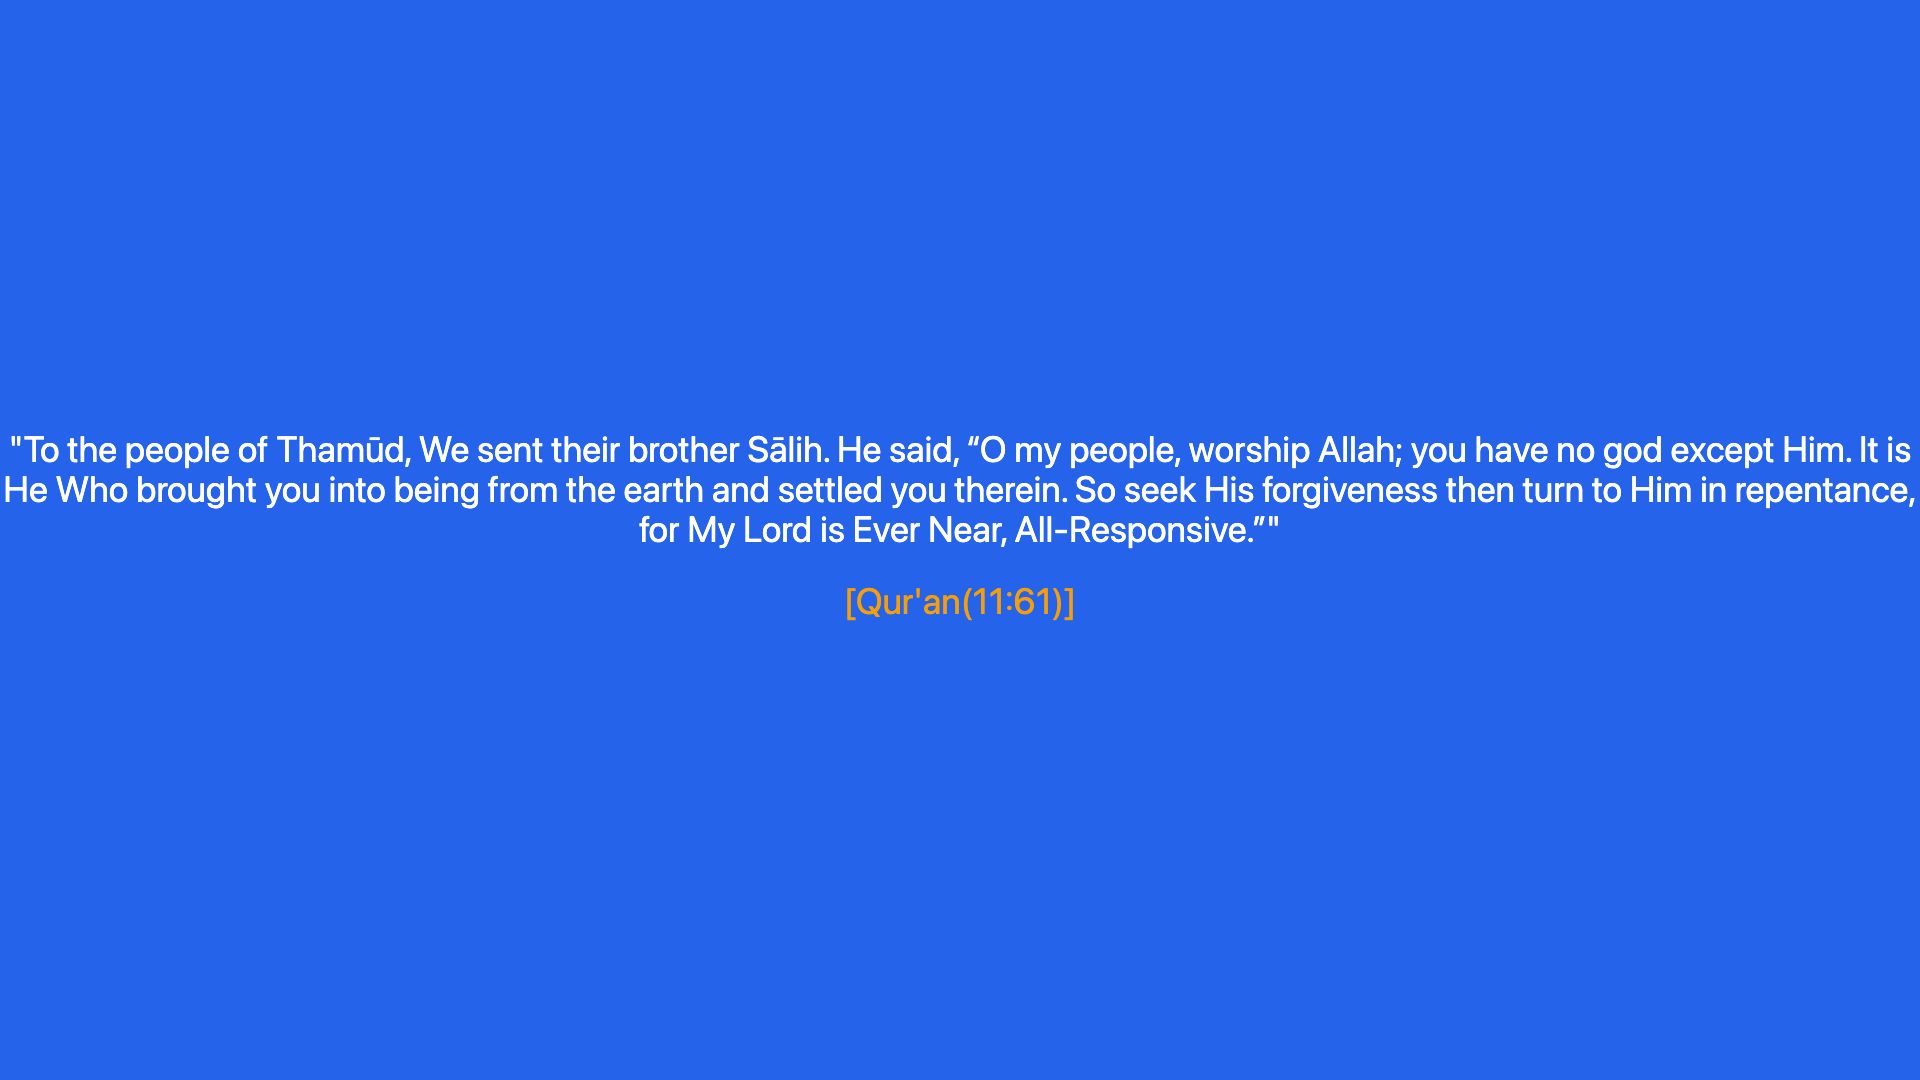 "To the people of Thamūd, We sent their brother Sālih. He said, “O my people, worship Allah; you have no god except Him. It is
He Who brought you into being from the earth and settled you therein. So seek His forgiveness then turn to Him in repentance,
for My Lord is Ever Near, All-Responsive.”"
[Qur'an(11:61)]